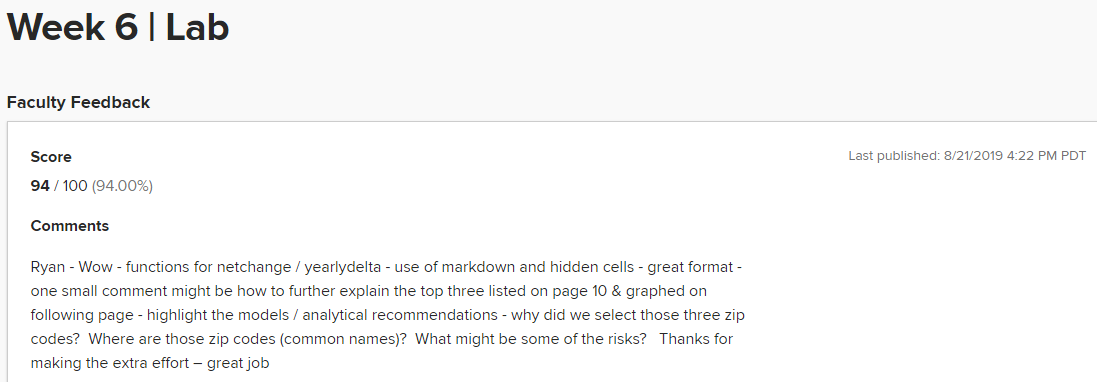 Week 6 | Lab
Faculty Feedback
Score
Last published: 8/21/2019 4:22 PM PDT
94 / 100 (94.00%)
Comments
Ryan - Wow - functions for netchange / yearlydelta - use of markdown and hidden cells - great format -
one small comment might be how to further explain the top three listed on page 10 & graphed on
following page - highlight the models / analytical recommendations - why did we select those three zip
codes?  Where are those zip codes (common names)?  What might be some of the risks?   Thanks for
making the extra effort – great job